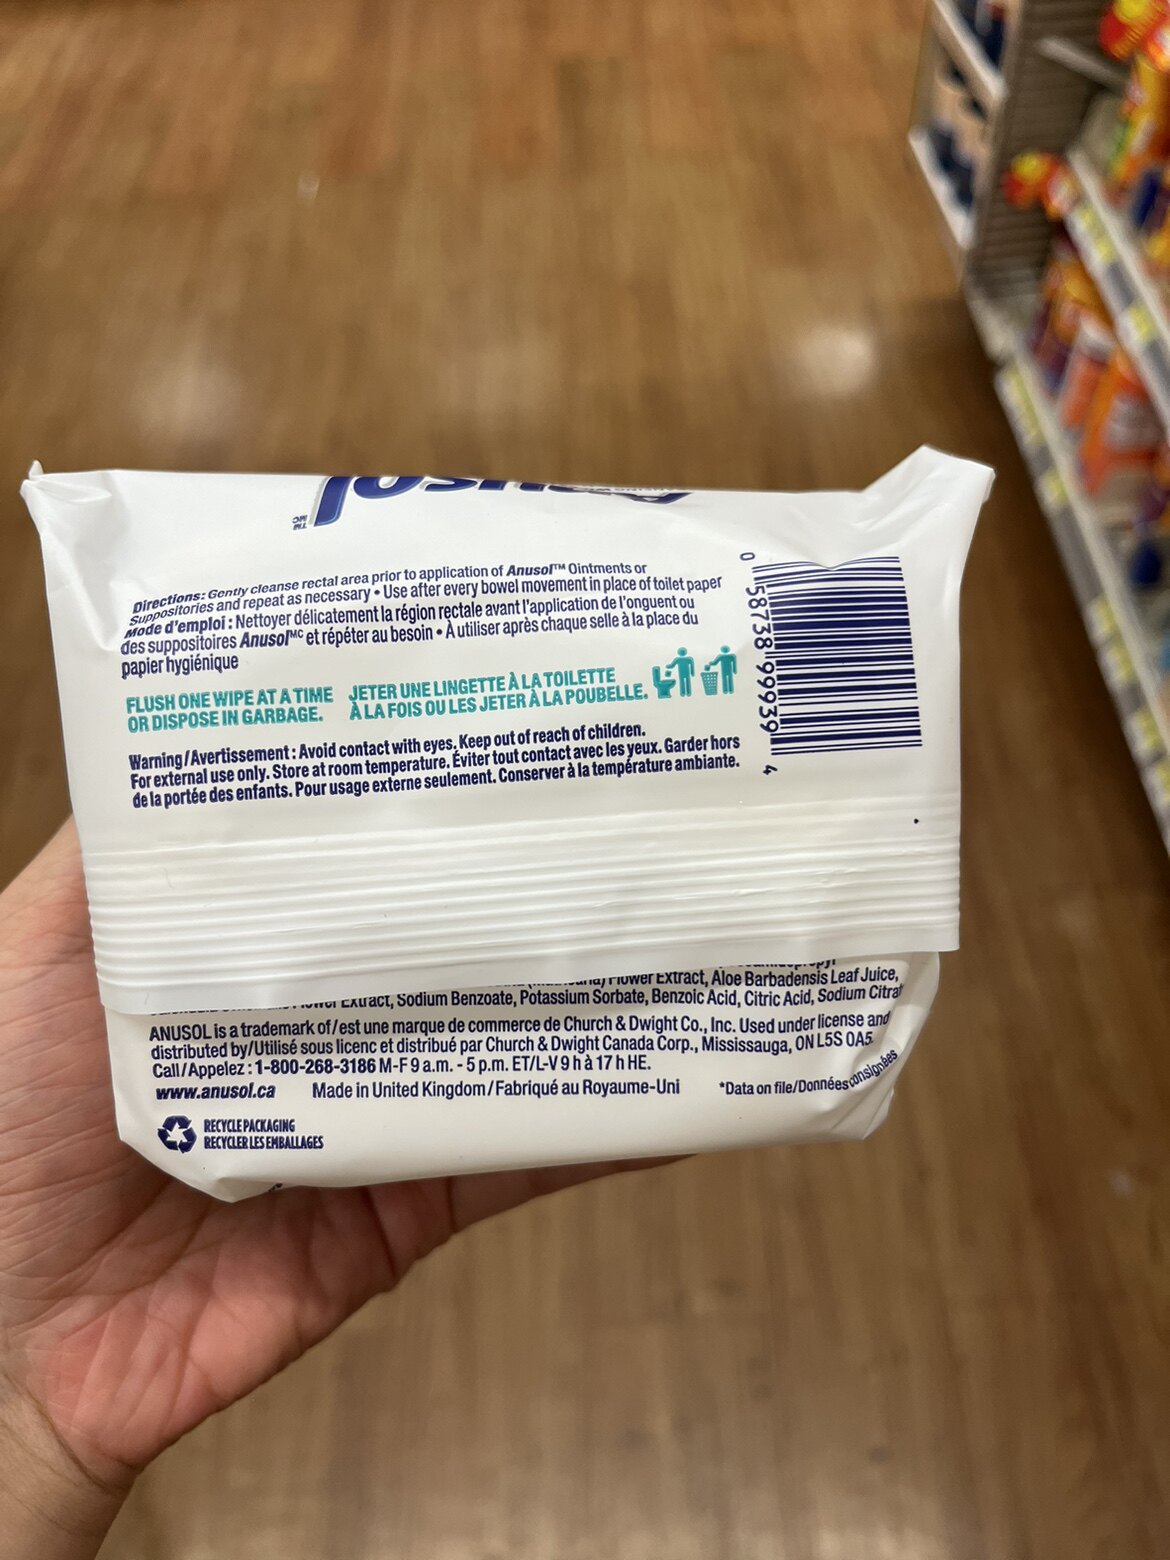 TM
MC
Directions: Gently cleanse rectal area prior to application of Anusol™ Ointments or
Suppositories and repeat as necessary • Use after every bowel movement in place of toilet paper
Mode d'emploi : Nettoyer délicatement la région rectale avant l'application de l'onguent ou
des suppositoires Anusolᴹᶜ et répéter au besoin • À utiliser après chaque selle à la place du
papier hygiénique
FLUSH ONE WIPE AT A TIME
OR DISPOSE IN GARBAGE.
JETER UNE LINGETTE À LA TOILETTE
À LA FOIS OU LES JETER À LA POUBELLE.
Warning/Avertissement : Avoid contact with eyes. Keep out of reach of children.
For external use only. Store at room temperature. Éviter tout contact avec les yeux. Garder hors
de la portée des enfants. Pour usage externe seulement. Conserver à la température ambiante.
0 58738 99939 4
Flower Extract, Aloe Barbadensis Leaf Juice,
Extract, Sodium Benzoate, Potassium Sorbate, Benzoic Acid, Citric Acid, Sodium
ANUSOL is a trademark of/est une marque de commerce de Church & Dwight Co., Inc. Used under license and
distributed by/Utilisé sous licenc et distribué par Church & Dwight Canada Corp., Mississauga, ON L5S 0A5.
Call/Appelez : 1-800-268-3186 M-F 9 a.m. - 5 p.m. ET/L-V 9 h à 17 h HE.
www.anusol.ca Made in United Kingdom/Fabriqué au Royaume-Uni *Data on file/Données consignées
RECYCLE PACKAGING
RECYCLER LES EMBALLAGES